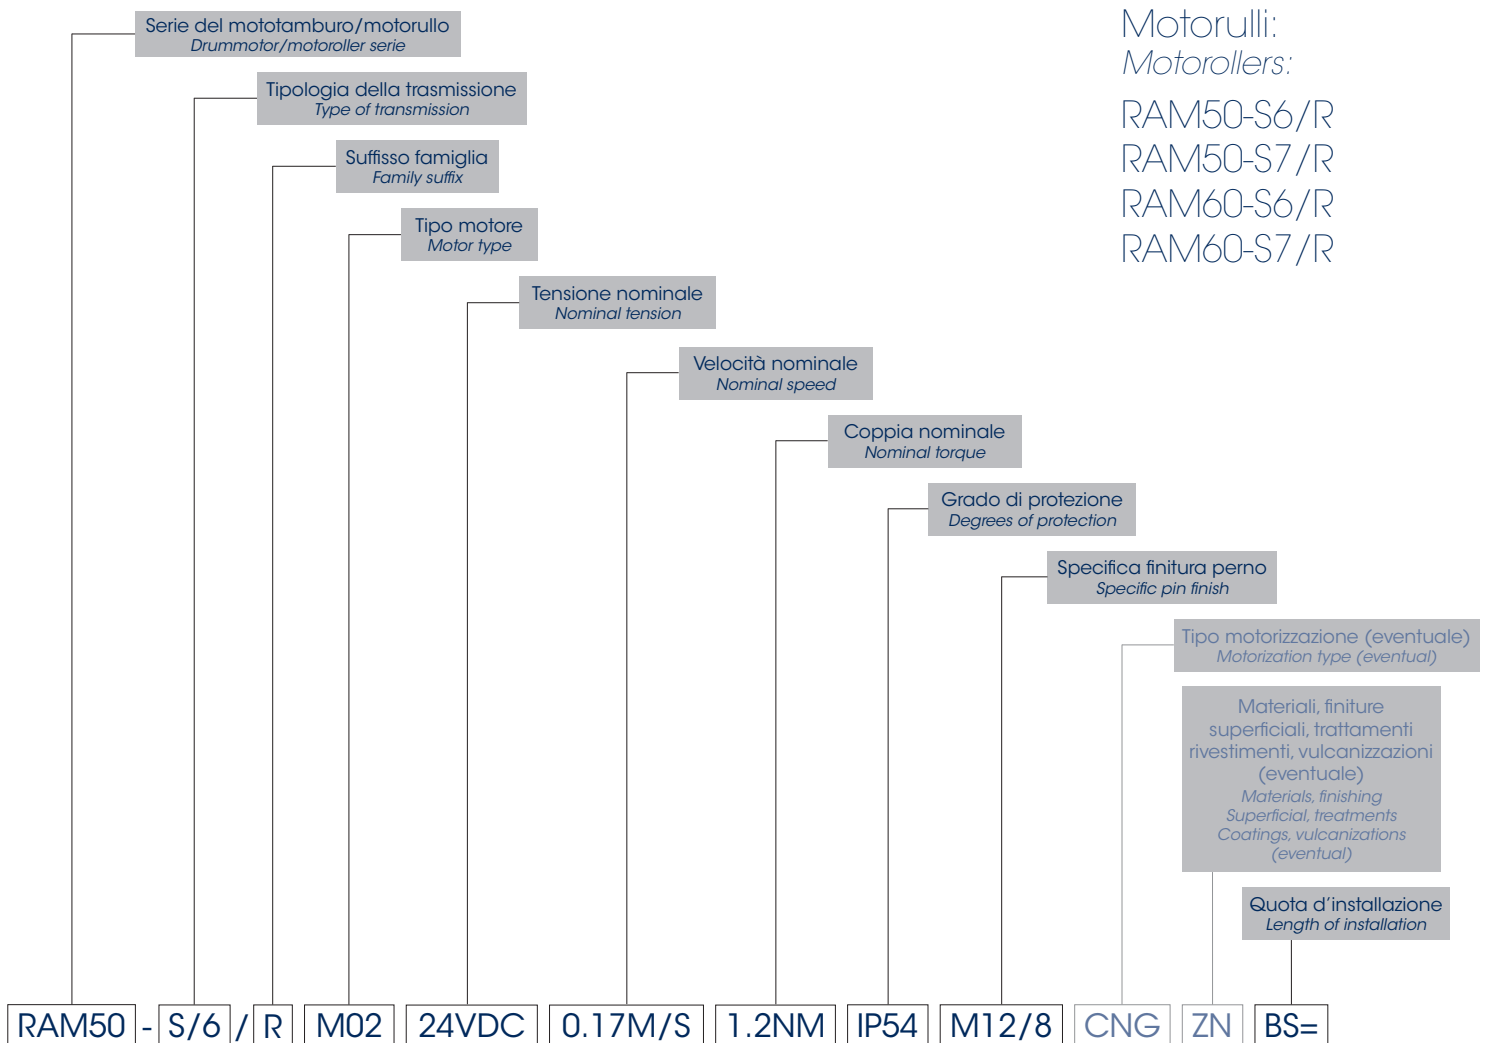 Serie del mototamburo/motorullo
Drummotor/motoroller serie
Tipologia della trasmissione
Type of transmission
Suffisso famiglia
Family suffix
Tipo motore
Motor type
Tensione nominale
Nominal tension
Velocità nominale
Nominal speed
Coppia nominale
Nominal torque
Grado di protezione
Degrees of protection
Specifica finitura perno
Specific pin finish
Tipo motorizzazione (eventuale)
Motorization type (eventual)
Materiali, finiture
superficiali, trattamenti
rivestimenti, vulcanizzazioni
(eventuale)
Materials, finishing
Superficial, treatments
Coatings, vulcanizations
(eventual)
Quota d'installazione
Length of installation
Motorulli:
Motorollers:
RAM50-S6/R
RAM50-S7/R
RAM60-S6/R
RAM60-S7/R
RAM50 - S/6 / R M02 24VDC 0.17M/S 1.2NM IP54 M12/8 CNG ZN BS=